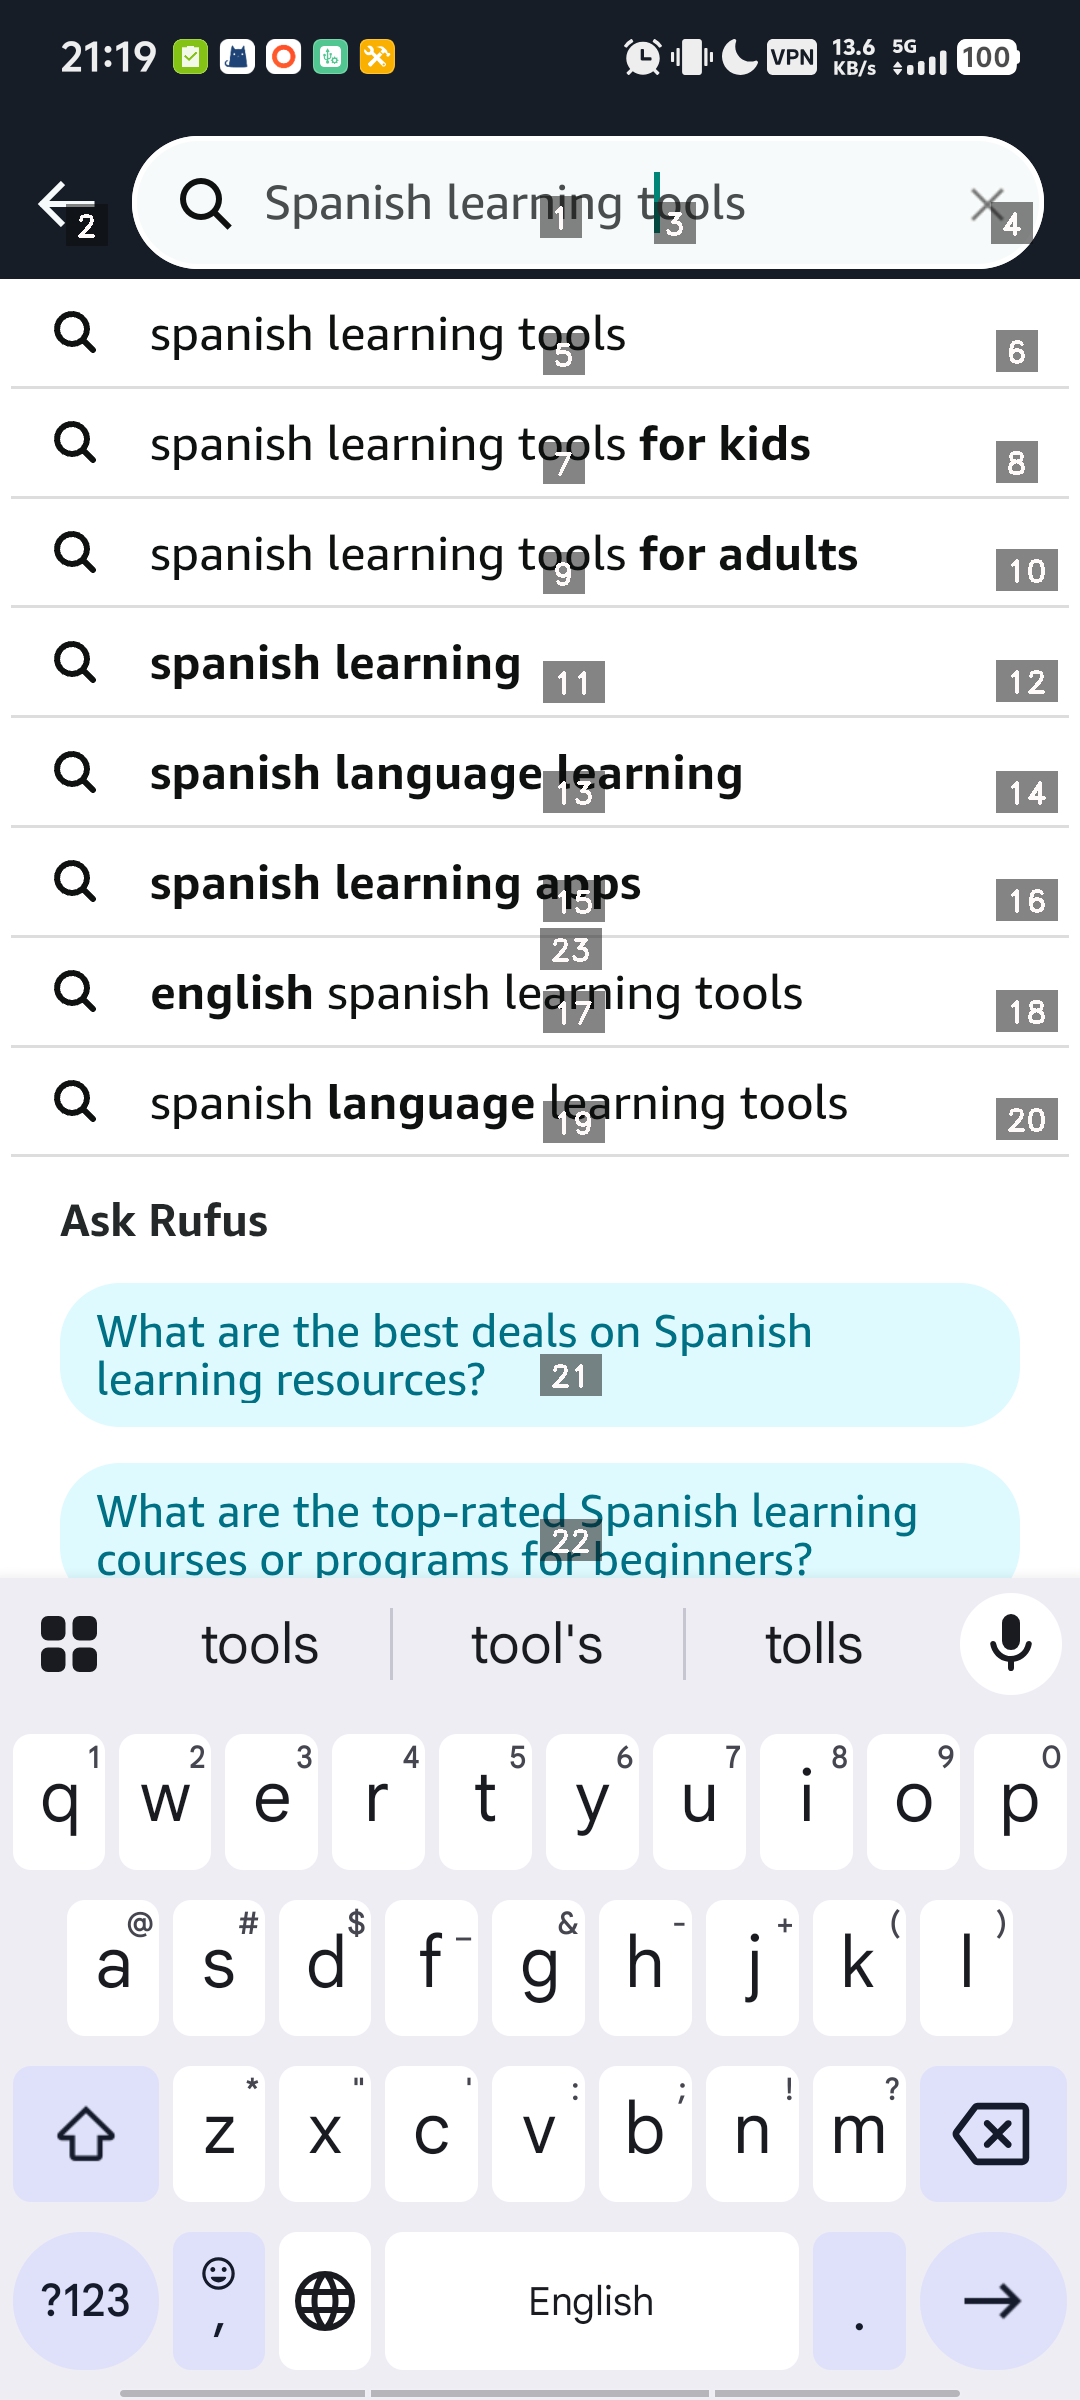 21:19 VPN 13.6 KB/s 5G 100
Spanish learning tools
2 1 3 4
spanish learning tools
5 6
spanish learning tools for kids
7 8
spanish learning tools for adults
9 10
spanish learning
11 12
spanish language learning
13 14
spanish learning apps
15 16
23
english spanish learning tools
17 18
spanish language learning tools
19 20
Ask Rufus
What are the best deals on Spanish
learning resources?
21
What are the top-rated Spanish learning
courses or programs for beginners?
22
tools tool's tolls
1 2 3 4 5 6 7 8 9 0
q w e r t y u i o p
@ # $ _ & - + ( )
a s d f g h j k l
* " ' : ; ! ?
z x c v b n m
?123 , English .